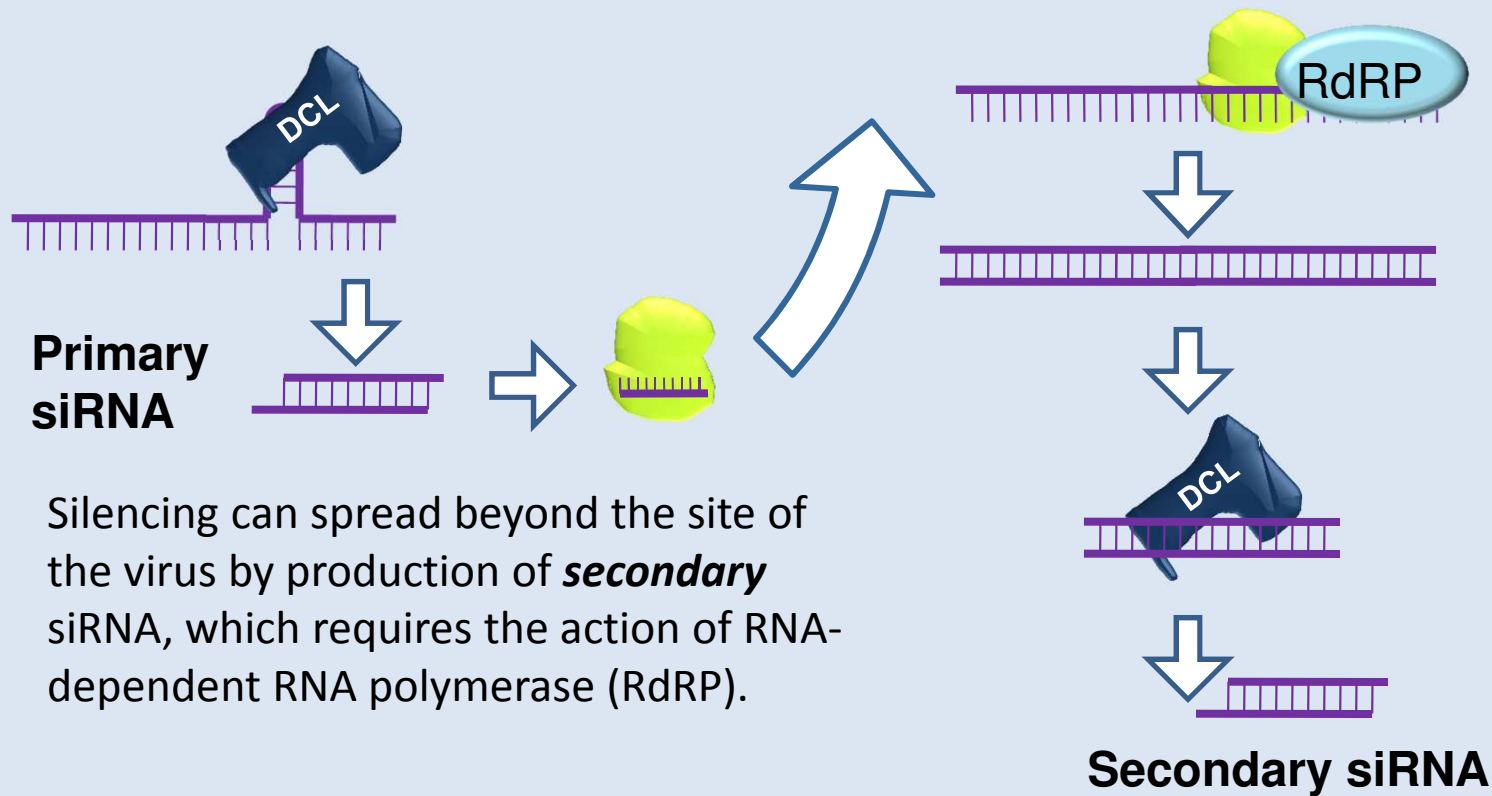 DCL
Primary
siRNA
Silencing can spread beyond the site of
the virus by production of secondary
siRNA, which requires the action of RNA-
dependent RNA polymerase (RdRP).
RdRP
DCL
Secondary siRNA